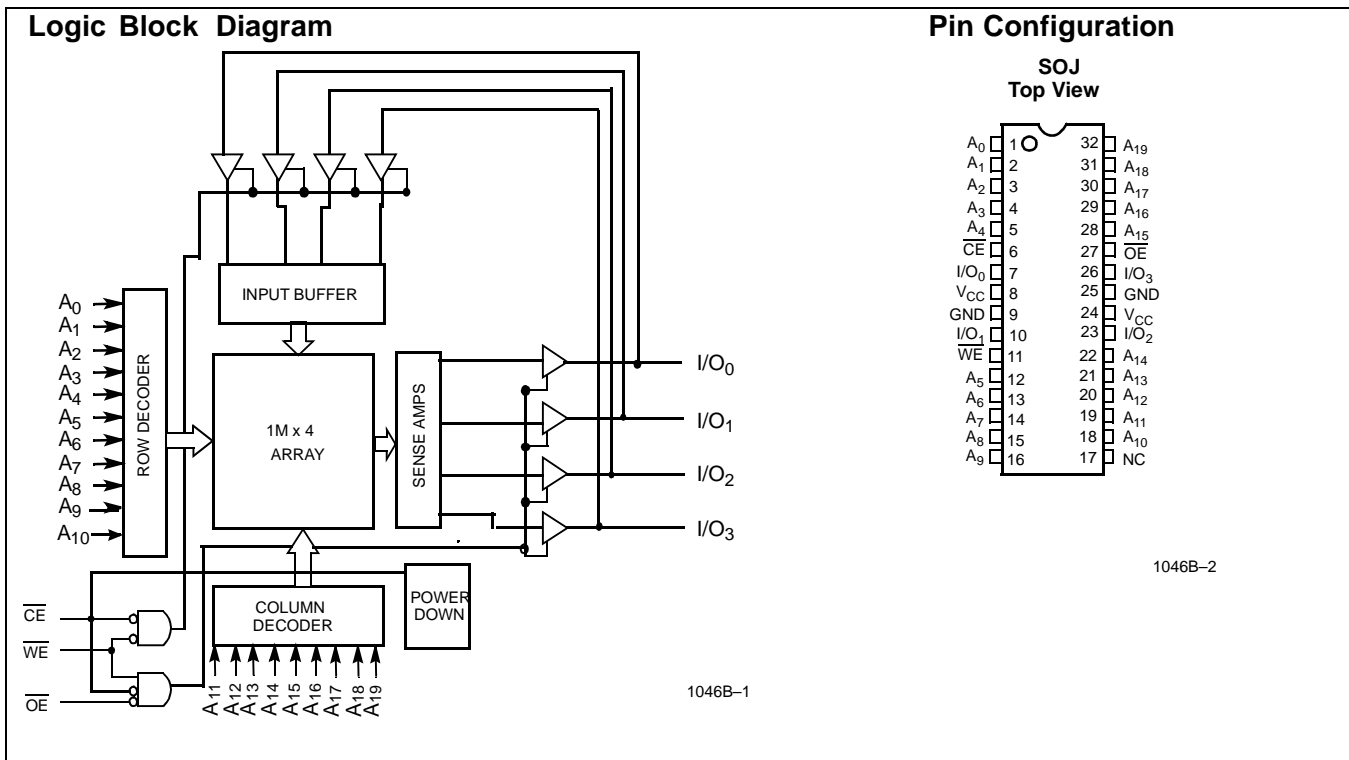 Logic Block Diagram
INPUT BUFFER
A0
A1
A2
A3
A4
A5
A6
A7
A8
A9
A10
ROW DECODER
1M x 4
ARRAY
SENSE AMPS
I/O0
I/O1
I/O2
I/O3
COLUMN
DECODER
POWER
DOWN
CE
WE
OE
A11
A12
A13
A14
A15
A16
A17
A18
A19
1046B–1
Pin Configuration
SOJ
Top View
A0 1 32 A19
A1 2 31 A18
A2 3 30 A17
A3 4 29 A16
A4 5 28 A15
CE 6 27 OE
I/O0 7 26 I/O3
VCC 8 25 GND
GND 9 24 VCC
I/O1 10 23 I/O2
WE 11 22 A14
A5 12 21 A13
A6 13 20 A12
A7 14 19 A11
A8 15 18 A10
A9 16 17 NC
1046B–2